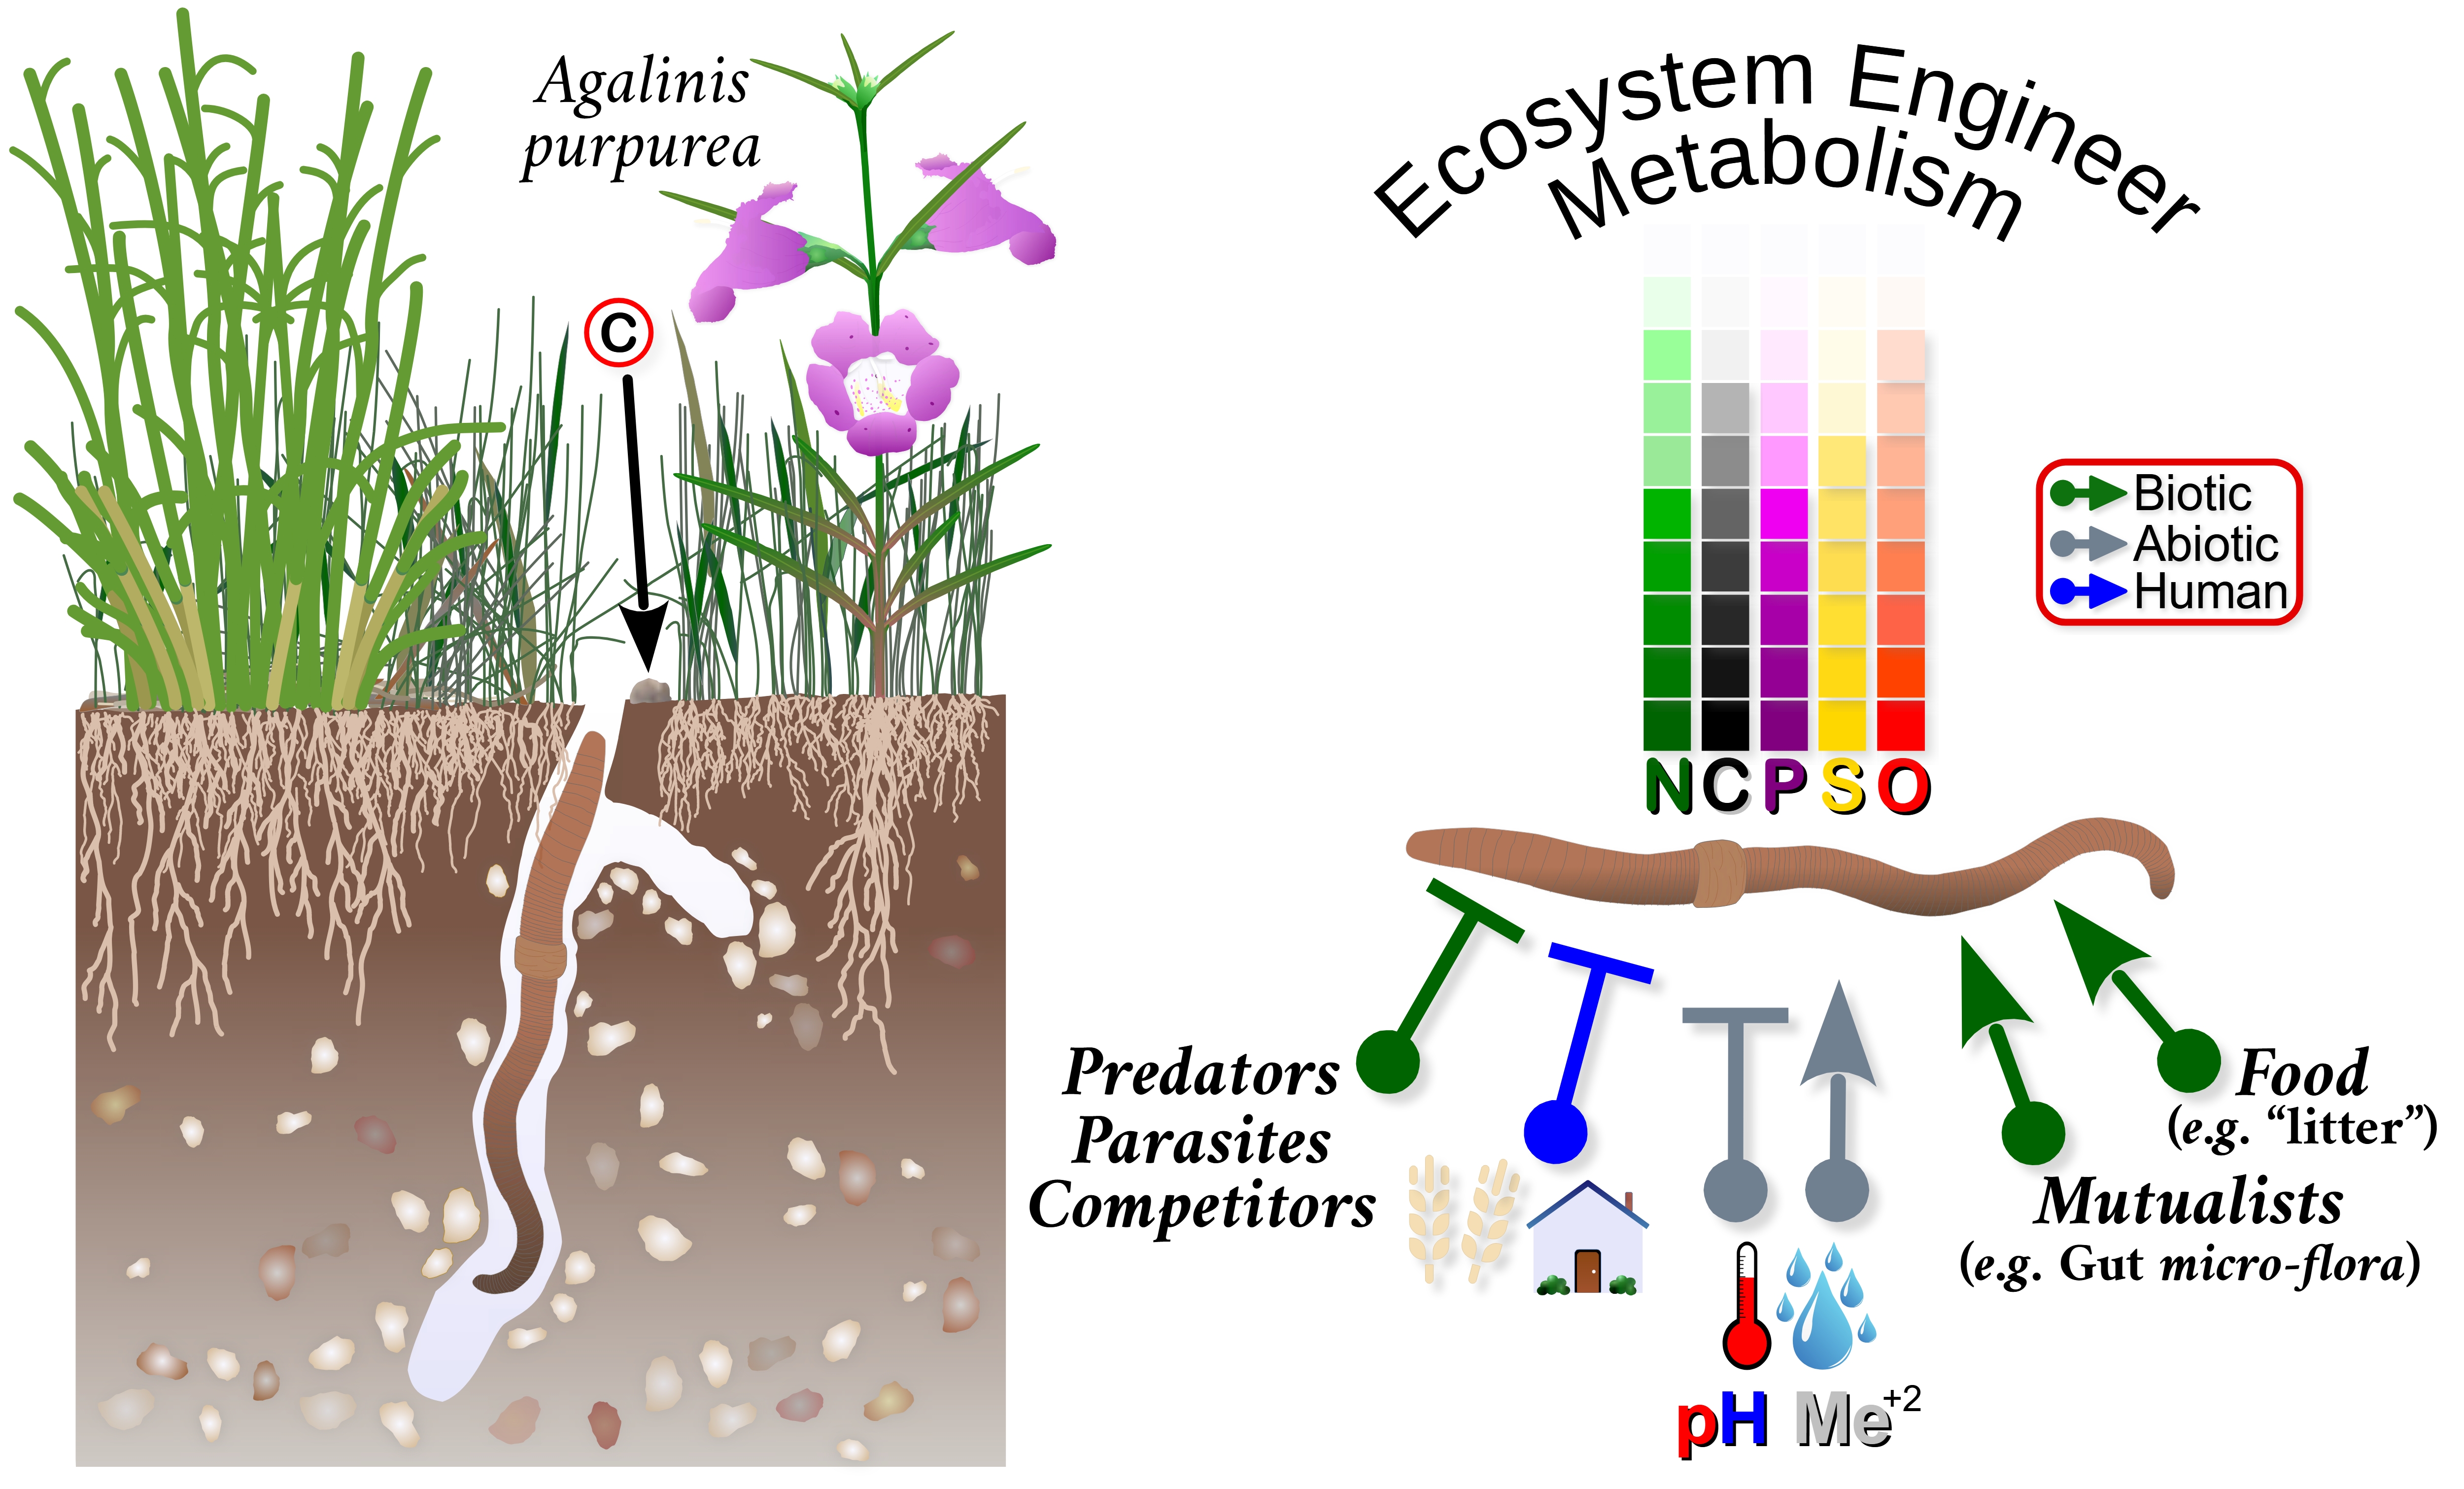 Agalinis
purpurea
C
Ecosystem Engineer
Metabolism
N C P S O
Biotic
Abiotic
Human
Predators
Parasites
Competitors
Food
(e.g. “litter”)
Mutualists
(e.g. Gut micro-flora)
pH Me+2